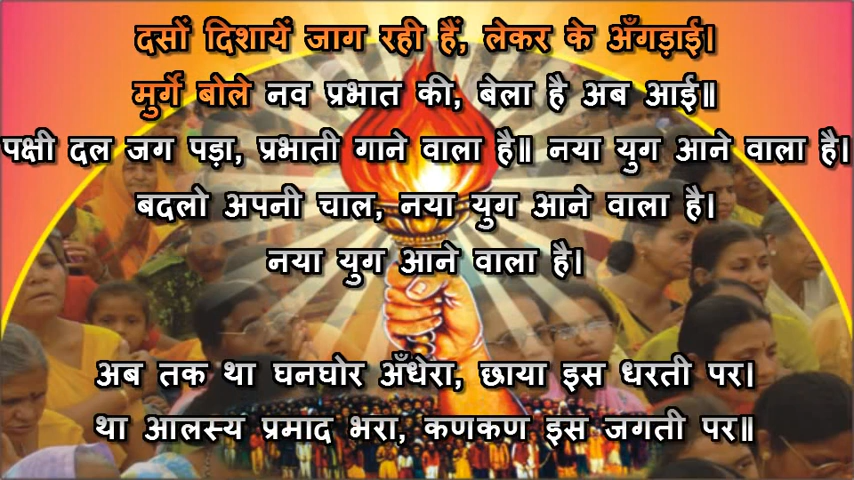 दसों दिशायें जाग रही हैं, लेकर के अँगड़ाई।
मुर्गे बोले नव प्रभात की, बेला है अब आई॥
पक्षी दल जग पड़ा, प्रभाती गाने वाला है॥ नया युग आने वाला है।
बदलो अपनी चाल, नया युग आने वाला है।
नया युग आने वाला है।
अब तक था घनघोर अँधेरा, छाया इस धरती पर।
था आलस्य प्रमाद भरा, कणकण इस जगती पर॥